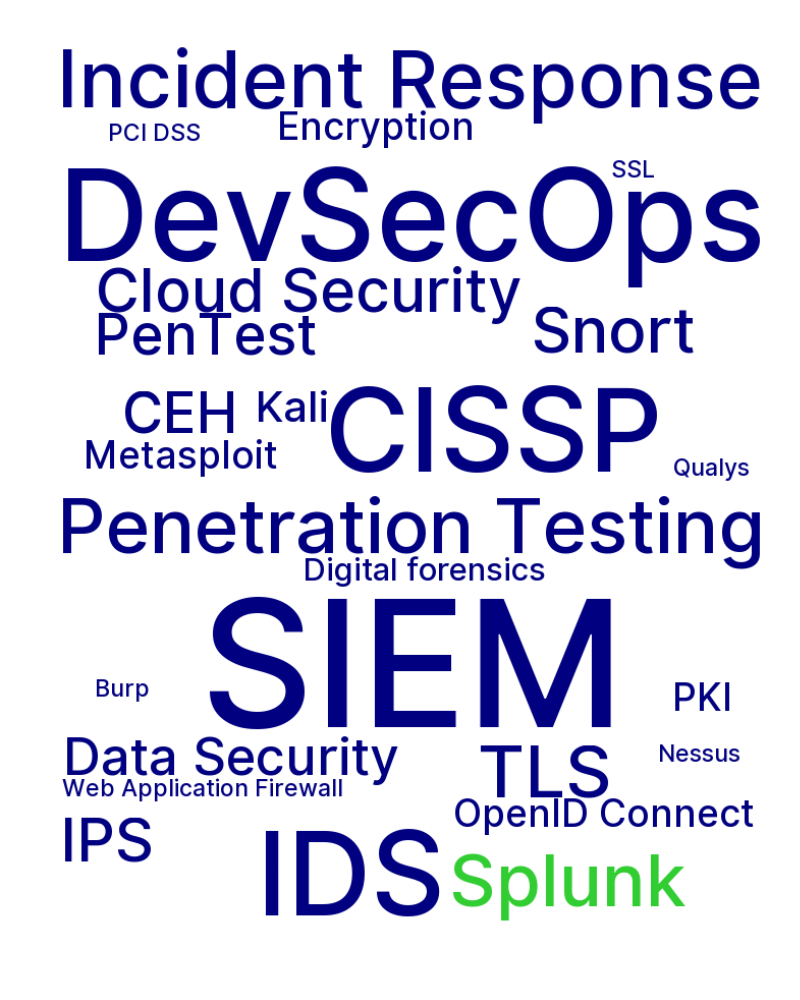 Incident Response
PCI DSS
Encryption
SSL
DevSecOps
Cloud Security
PenTest
Snort
CEH
Kali
CISSP
Metasploit
Qualys
Penetration Testing
Digital forensics
SIEM
Burp
PKI
Data Security
TLS
Nessus
Web Application Firewall
OpenID Connect
IPS
IDS
Splunk